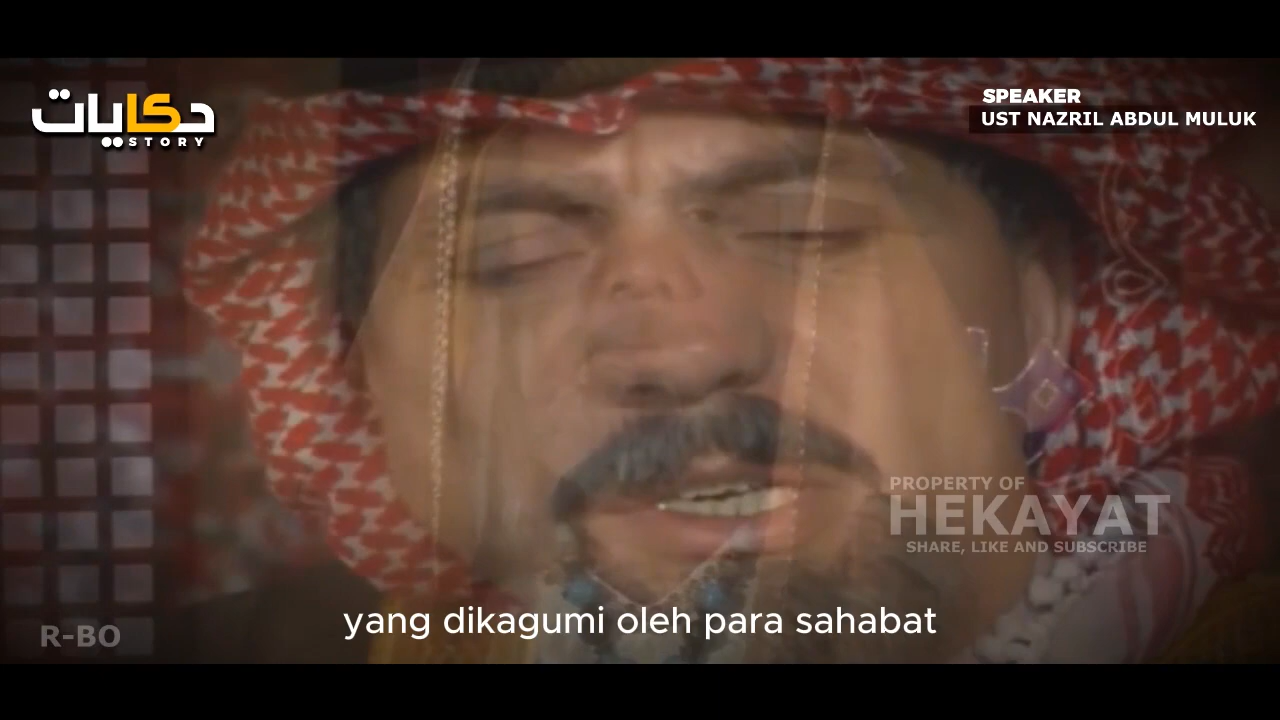 حكايات
STORY
SPEAKER
UST NAZRIL ABDUL MULUK
PROPERTY OF
HEKAYAT
SHARE, LIKE AND SUBSCRIBE
yang dikagumi oleh para sahabat
R-BO